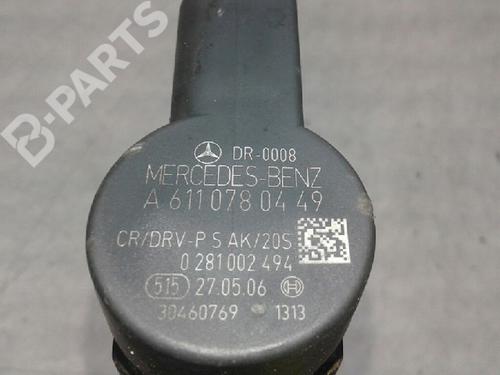 B-PARTS
DR-0008
MERCEDES-BENZ
A 611 078 04 49
CR/DRV-P S AK/20S
0 281 002 494
515 27.05.06
30460769 1313